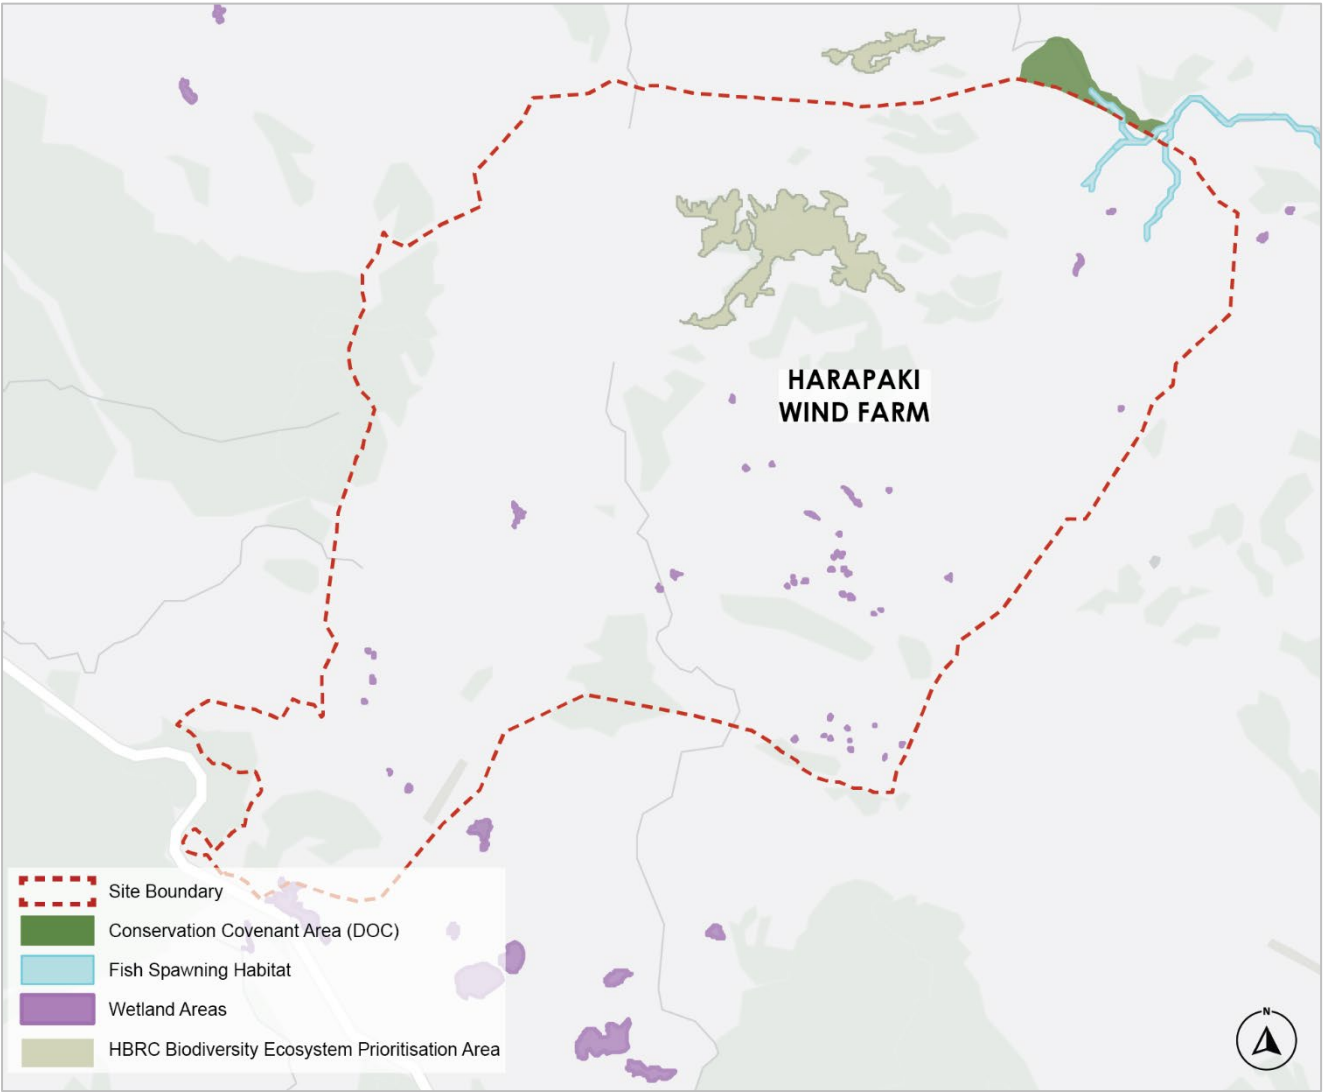 HARAPAKI
WIND FARM
Site Boundary
Conservation Covenant Area (DOC)
Fish Spawning Habitat
Wetland Areas
HBRC Biodiversity Ecosystem Prioritisation Area
N